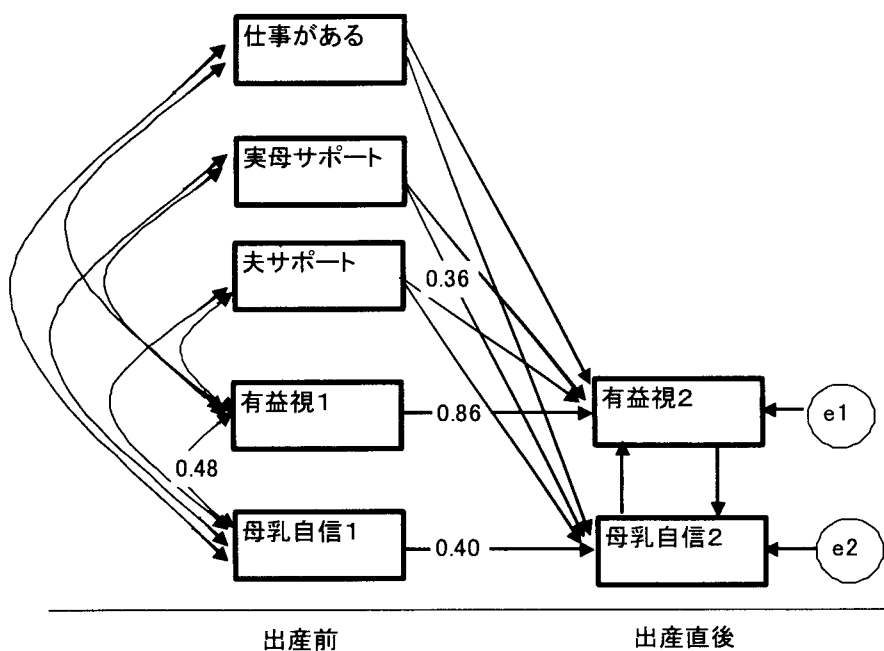 仕事がある
実母サポート
夫サポート
0.36
有益視1
0.86
有益視2
e1
0.48
母乳自信1
0.40
母乳自信2
e2
出産前
出産直後